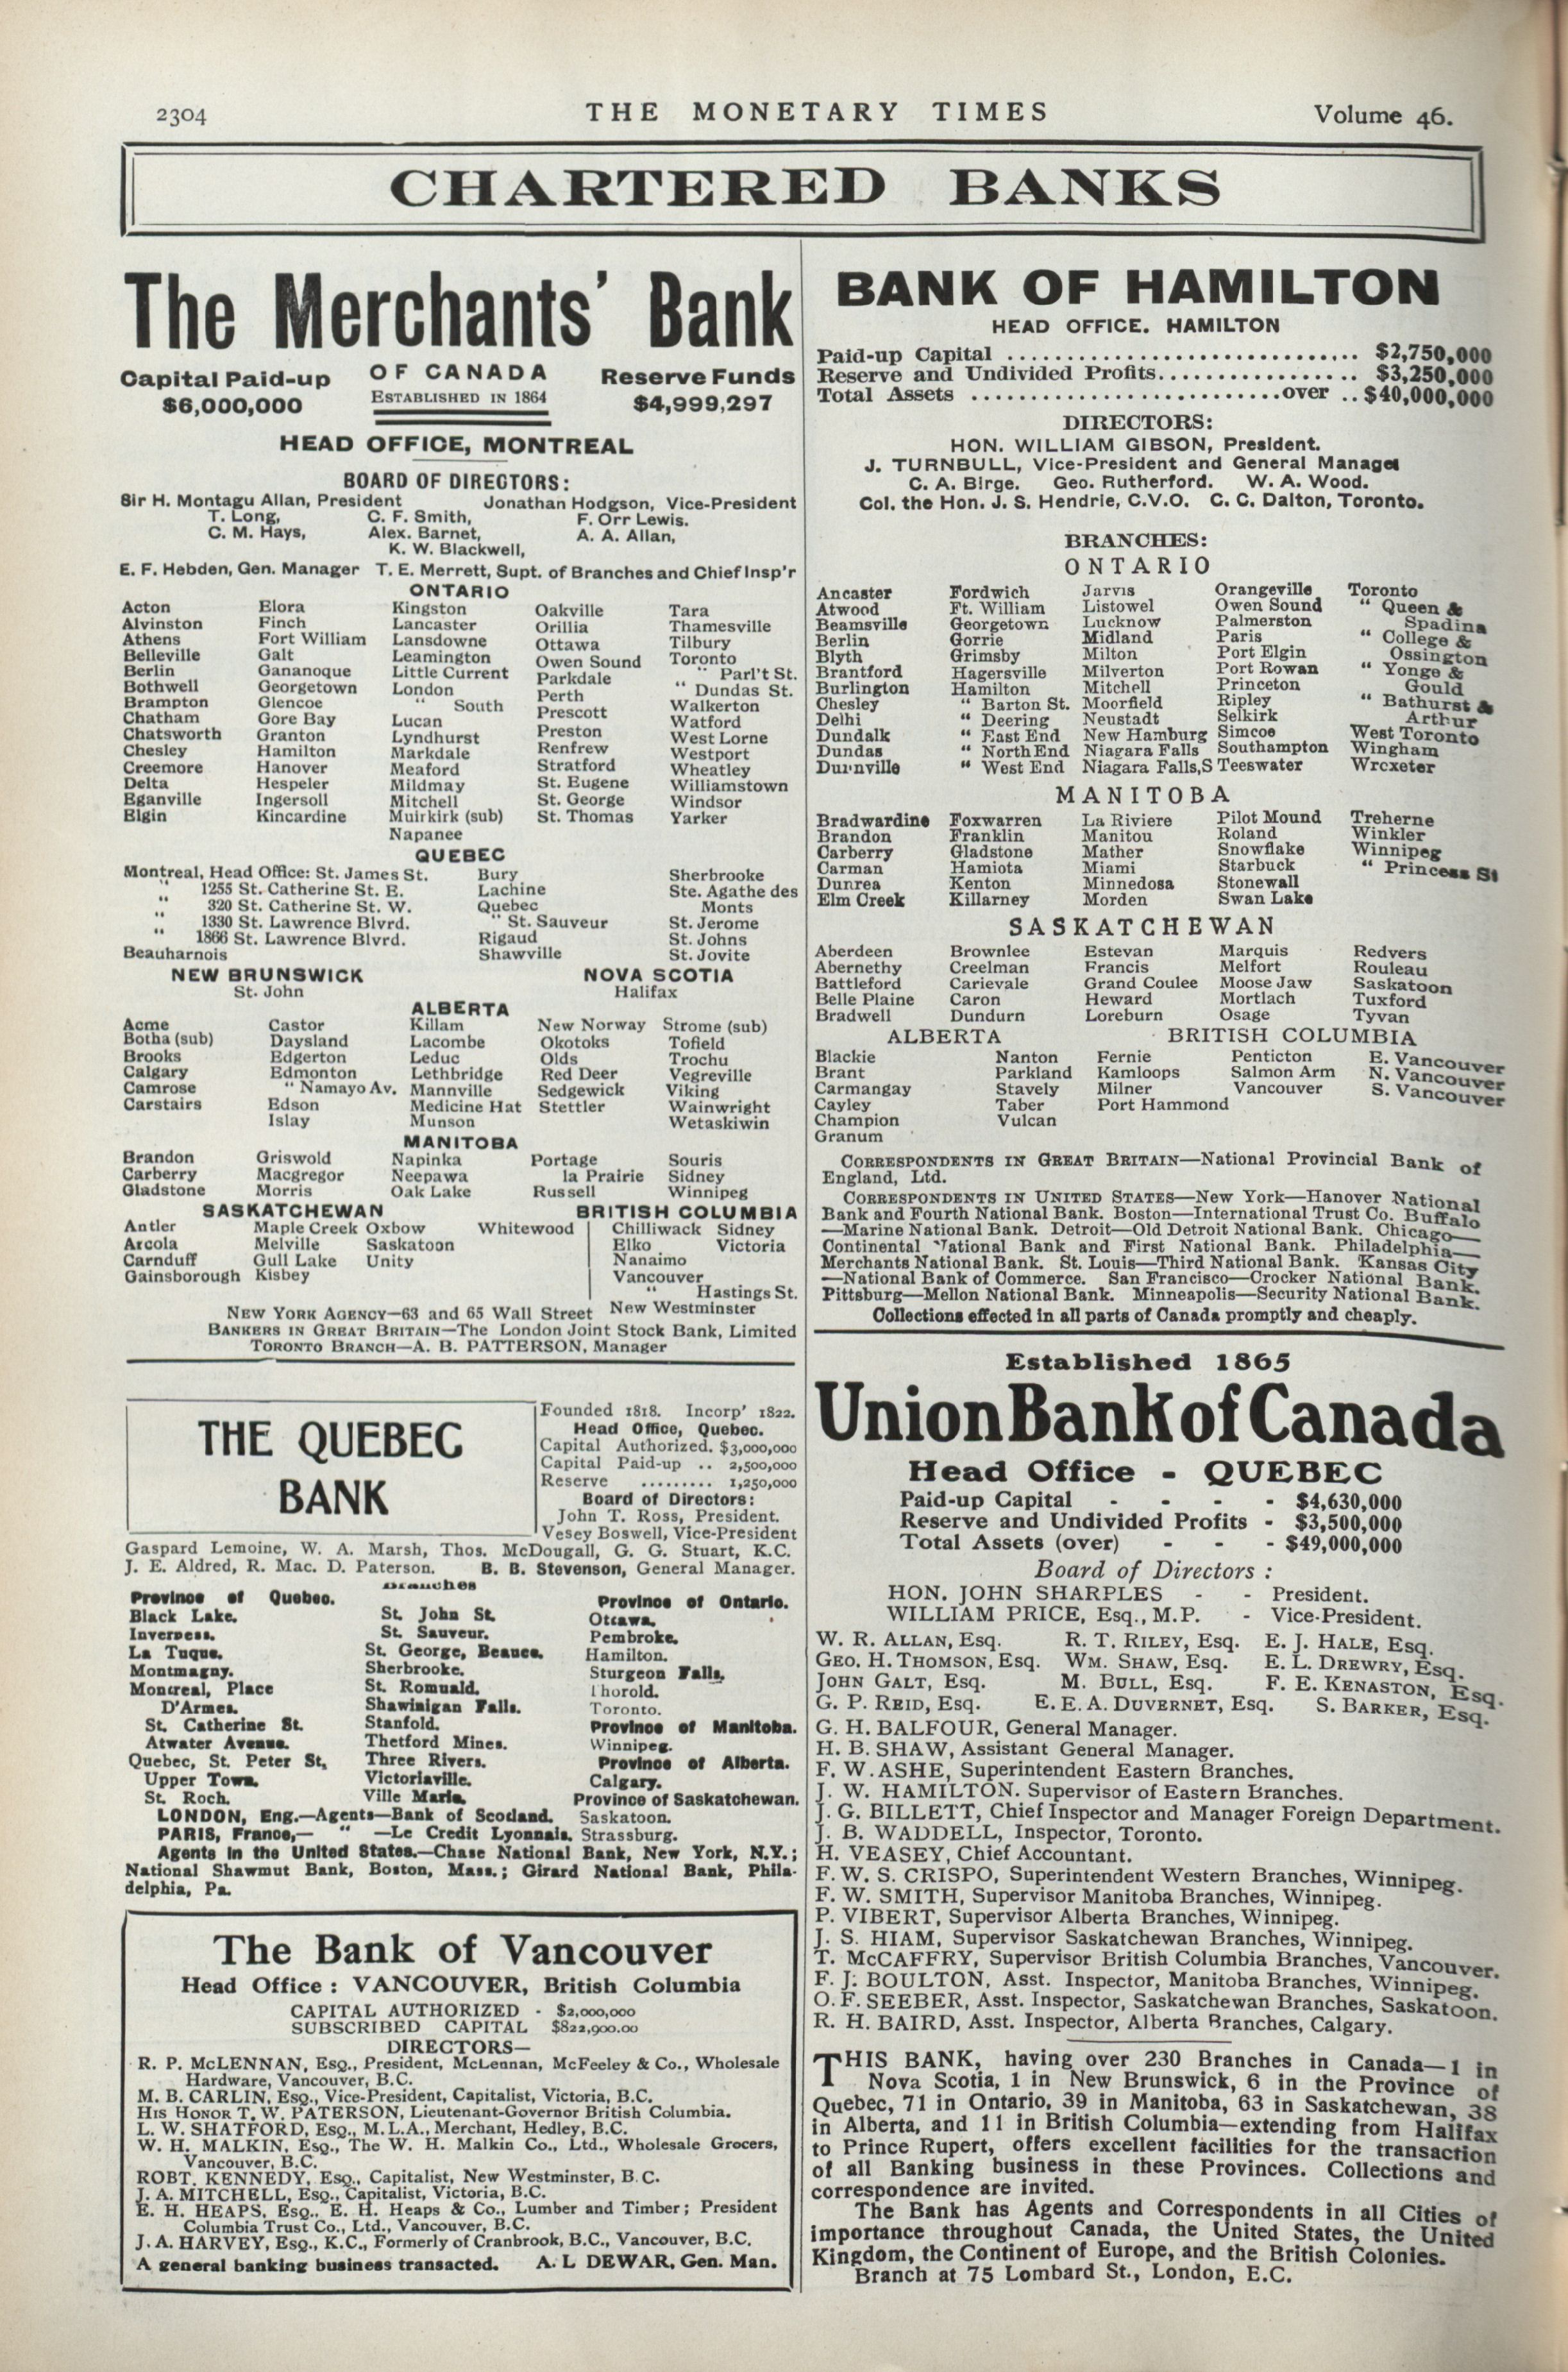 2304
THE MONETARY TIMES
Volume 46.
CHARTERED BANKS
The Merchants' Bank
Capital Paid-up
$6,000,000
OF CANADA
ESTABLISHED IN 1864
Reserve Funds
$4,999,297
HEAD OFFICE, MONTREAL
BOARD OF DIRECTORS:
Sir H. Montagu Allan, President Jonathan Hodgson, Vice-President
T. Long, C. F. Smith, F. Orr Lewis.
C. M. Hays, Alex. Barnet, A. A. Allan,
K. W. Blackwell,
E. F. Hebden, Gen. Manager T. E. Merrett, Supt. of Branches and Chief Insp'r
ONTARIO
Acton Elora Kingston Oakville Tara
Alvinston Finch Lancaster Orillia Thamesville
Athens Fort William Lansdowne Ottawa Tilbury
Belleville Galt Leamington Owen Sound Toronto
Berlin Gananoque Little Current Parkdale " Parl't St.
Bothwell Georgetown London Perth " Dundas St.
Brampton Glencoe " South Prescott Walkerton
Chatham Gore Bay Lucan Preston Watford
Chatsworth Granton Lyndhurst Renfrew West Lorne
Chesley Hamilton Markdale Stratford Westport
Creemore Hanover Meaford St. Eugene Wheatley
Delta Hespeler Mildmay St. George Williamstown
Eganville Ingersoll Mitchell St. Thomas Windsor
Elgin Kincardine Muirkirk (sub) Yarker
Napanee
QUEBEC
Montreal, Head Office: St. James St. Bury Sherbrooke
" 1255 St. Catherine St. E. Lachine Ste. Agathe des
" 320 St. Catherine St. W. Quebec Monts
" 1330 St. Lawrence Blvrd. " St. Sauveur St. Jerome
" 1866 St. Lawrence Blvrd. Rigaud St. Johns
Beauharnois Shawville St. Jovite
NEW BRUNSWICK NOVA SCOTIA
St. John Halifax
ALBERTA
Acme Castor Killam New Norway Strome (sub)
Botha (sub) Daysland Lacombe Okotoks Tofield
Brooks Edgerton Leduc Olds Trochu
Calgary Edmonton Lethbridge Red Deer Vegreville
Camrose " Namayo Av. Mannville Sedgewick Viking
Carstairs Edson Medicine Hat Stettler Wainwright
Islay Munson Wetaskiwin
MANITOBA
Brandon Griswold Napinka Portage Souris
Carberry Macgregor Neepawa la Prairie Sidney
Gladstone Morris Oak Lake Russell Winnipeg
SASKATCHEWAN BRITISH COLUMBIA
Antler Maple Creek Oxbow Whitewood Chilliwack Sidney
Arcola Melville Saskatoon Elko Victoria
Carnduff Gull Lake Unity Nanaimo
Gainsborough Kisbey Vancouver
" Hastings St.
NEW YORK AGENCY—63 and 65 Wall Street New Westminster
BANKERS IN GREAT BRITAIN—The London Joint Stock Bank, Limited
TORONTO BRANCH—A. B. PATTERSON, Manager
THE QUEBEC
BANK
Founded 1818. Incorp' 1822.
Head Office, Quebec.
Capital Authorized. $3,000,000
Capital Paid-up .. 2,500,000
Reserve ......... 1,250,000
Board of Directors:
John T. Ross, President.
Vesey Boswell, Vice-President
Gaspard Lemoine, W. A. Marsh, Thos. McDougall, G. G. Stuart, K.C.
J. E. Aldred, R. Mac. D. Paterson. B. B. Stevenson, General Manager.
Branches
Province of Quebec. Province of Ontario.
Black Lake. St. John St. Ottawa.
Inverness. St. Sauveur. Pembroke.
La Tuque. St. George, Beauce. Hamilton.
Montmagny. Sherbrooke. Sturgeon Falls.
Montreal, Place St. Romuald. Thorold.
D'Armes. Shawinigan Falls. Toronto.
St. Catherine St. Stanfold. Province of Manitoba.
Atwater Avenue. Thetford Mines. Winnipeg.
Quebec, St. Peter St. Three Rivers. Province of Alberta.
Upper Town. Victoriaville. Calgary.
St. Roch. Ville Marie. Province of Saskatchewan.
LONDON, Eng.—Agents—Bank of Scotland. Saskatoon.
PARIS, France,— " —Le Credit Lyonnais. Strassburg.
Agents in the United States.—Chase National Bank, New York, N.Y.;
National Shawmut Bank, Boston, Mass.; Girard National Bank, Phila-
delphia, Pa.
The Bank of Vancouver
Head Office : VANCOUVER, British Columbia
CAPITAL AUTHORIZED - $2,000,000
SUBSCRIBED CAPITAL $822,900.00
DIRECTORS—
R. P. McLENNAN, Esq., President, McLennan, McFeeley & Co., Wholesale
Hardware, Vancouver, B.C.
M. B. CARLIN, Esq., Vice-President, Capitalist, Victoria, B.C.
HIS HONOR T. W. PATERSON, Lieutenant-Governor British Columbia.
L. W. SHATFORD, Esq., M.L.A., Merchant, Hedley, B.C.
W. H. MALKIN, Esq., The W. H. Malkin Co., Ltd., Wholesale Grocers,
Vancouver, B.C.
ROBT. KENNEDY, Esq., Capitalist, New Westminster, B.C.
J. A. MITCHELL, Esq., Capitalist, Victoria, B.C.
E. H. HEAPS, Esq., E. H. Heaps & Co., Lumber and Timber; President
Columbia Trust Co., Ltd., Vancouver, B.C.
J. A. HARVEY, Esq., K.C., Formerly of Cranbrook, B.C., Vancouver, B.C.
A general banking business transacted. A. L DEWAR, Gen. Man.
BANK OF HAMILTON
HEAD OFFICE. HAMILTON
Paid-up Capital .............................. $2,750,000
Reserve and Undivided Profits................. $3,250,000
Total Assets ..........................over .. $40,000,000
DIRECTORS:
HON. WILLIAM GIBSON, President.
J. TURNBULL, Vice-President and General Manager
C. A. Birge. Geo. Rutherford. W. A. Wood.
Col. the Hon. J. S. Hendrie, C.V.O. C. C. Dalton, Toronto.
BRANCHES:
ONTARIO
Ancaster Fordwich Jarvis Orangeville Toronto
Atwood Ft. William Listowel Owen Sound " Queen &
Beamsville Georgetown Lucknow Palmerston Spadina
Berlin Gorrie Midland Paris " College &
Blyth Grimsby Milton Port Elgin Ossington
Brantford Hagersville Milverton Port Rowan " Yonge &
Burlington Hamilton Mitchell Princeton Gould
Chesley " Barton St. Moorfield Ripley " Bathurst &
Delhi " Deering Neustadt Selkirk Arthur
Dundalk " East End New Hamburg Simcoe West Toronto
Dundas " North End Niagara Falls Southampton Wingham
Dunnville " West End Niagara Falls,S Teeswater Wroxeter
MANITOBA
Bradwardine Foxwarren La Riviere Pilot Mound Treherne
Brandon Franklin Manitou Roland Winkler
Carberry Gladstone Mather Snowflake Winnipeg
Carman Hamiota Miami Starbuck " Princess St
Dunrea Kenton Minnedosa Stonewall
Elm Creek Killarney Morden Swan Lake
SASKATCHEWAN
Aberdeen Brownlee Estevan Marquis Redvers
Abernethy Creelman Francis Melfort Rouleau
Battleford Carievale Grand Coulee Moose Jaw Saskatoon
Belle Plaine Caron Heward Mortlach Tuxford
Bradwell Dundurn Loreburn Osage Tyvan
ALBERTA BRITISH COLUMBIA
Blackie Nanton Fernie Penticton E. Vancouver
Brant Parkland Kamloops Salmon Arm N. Vancouver
Carmangay Stavely Milner Vancouver S. Vancouver
Cayley Taber Port Hammond
Champion Vulcan
Granum
CORRESPONDENTS IN GREAT BRITAIN—National Provincial Bank of
England, Ltd.
CORRESPONDENTS IN UNITED STATES—New York—Hanover National
Bank and Fourth National Bank. Boston—International Trust Co. Buffalo
—Marine National Bank. Detroit—Old Detroit National Bank. Chicago—
Continental National Bank and First National Bank. Philadelphia—
Merchants National Bank. St. Louis—Third National Bank. Kansas City
—National Bank of Commerce. San Francisco—Crocker National Bank.
Pittsburg—Mellon National Bank. Minneapolis—Security National Bank.
Collections effected in all parts of Canada promptly and cheaply.
Established 1865
Union Bank of Canada
Head Office - QUEBEC
Paid-up Capital - - - - $4,630,000
Reserve and Undivided Profits - $3,500,000
Total Assets (over) - - - $49,000,000
Board of Directors :
HON. JOHN SHARPLES - - President.
WILLIAM PRICE, Esq., M.P. - Vice-President.
W. R. ALLAN, Esq. R. T. RILEY, Esq. E. J. HALE, Esq.
GEO. H. THOMSON, Esq. WM. SHAW, Esq. E. L. DREWRY, Esq.
JOHN GALT, Esq. M. BULL, Esq. F. E. KENASTON, Esq.
G. P. REID, Esq. E. E. A. DUVERNET, Esq. S. BARKER, Esq.
G. H. BALFOUR, General Manager.
H. B. SHAW, Assistant General Manager.
F. W. ASHE, Superintendent Eastern Branches.
J. W. HAMILTON. Supervisor of Eastern Branches.
J. G. BILLETT, Chief Inspector and Manager Foreign Department.
J. B. WADDELL, Inspector, Toronto.
H. VEASEY, Chief Accountant.
F. W. S. CRISPO, Superintendent Western Branches, Winnipeg.
F. W. SMITH, Supervisor Manitoba Branches, Winnipeg.
P. VIBERT, Supervisor Alberta Branches, Winnipeg.
J. S. HIAM, Supervisor Saskatchewan Branches, Winnipeg.
T. McCAFFRY, Supervisor British Columbia Branches, Vancouver.
F. J. BOULTON, Asst. Inspector, Manitoba Branches, Winnipeg.
O. F. SEEBER, Asst. Inspector, Saskatchewan Branches, Saskatoon.
R. H. BAIRD, Asst. Inspector, Alberta Branches, Calgary.
THIS BANK, having over 230 Branches in Canada—1 in
Nova Scotia, 1 in New Brunswick, 6 in the Province of
Quebec, 71 in Ontario, 39 in Manitoba, 63 in Saskatchewan, 38
in Alberta, and 11 in British Columbia—extending from Halifax
to Prince Rupert, offers excellent facilities for the transaction
of all Banking business in these Provinces. Collections and
correspondence are invited.
The Bank has Agents and Correspondents in all Cities of
importance throughout Canada, the United States, the United
Kingdom, the Continent of Europe, and the British Colonies.
Branch at 75 Lombard St., London, E.C.